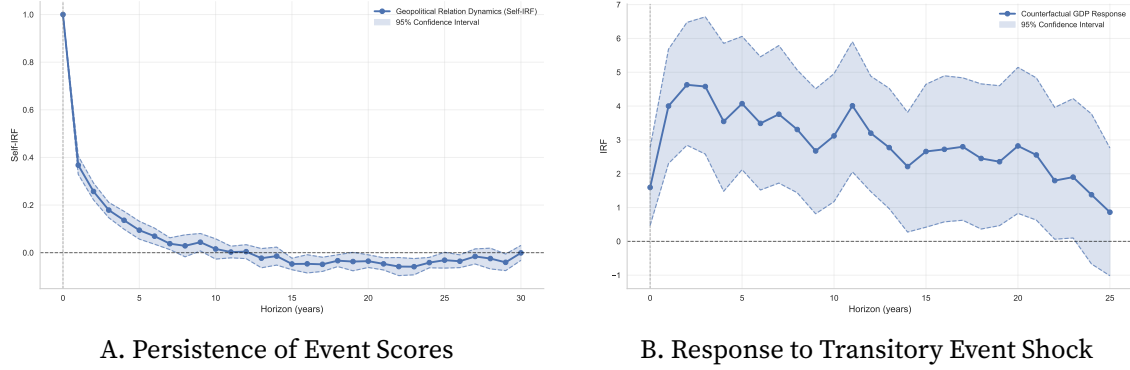 Geopolitical Relation Dynamics (Self-IRF)
95% Confidence Interval
Self-IRF
1.0
0.8
0.6
0.4
0.2
0.0
0 5 10 15 20 25 30
Horizon (years)
A. Persistence of Event Scores
Counterfactual GDP Response
95% Confidence Interval
IRF
7
6
5
4
3
2
1
0
−1
0 5 10 15 20 25
Horizon (years)
B. Response to Transitory Event Shock